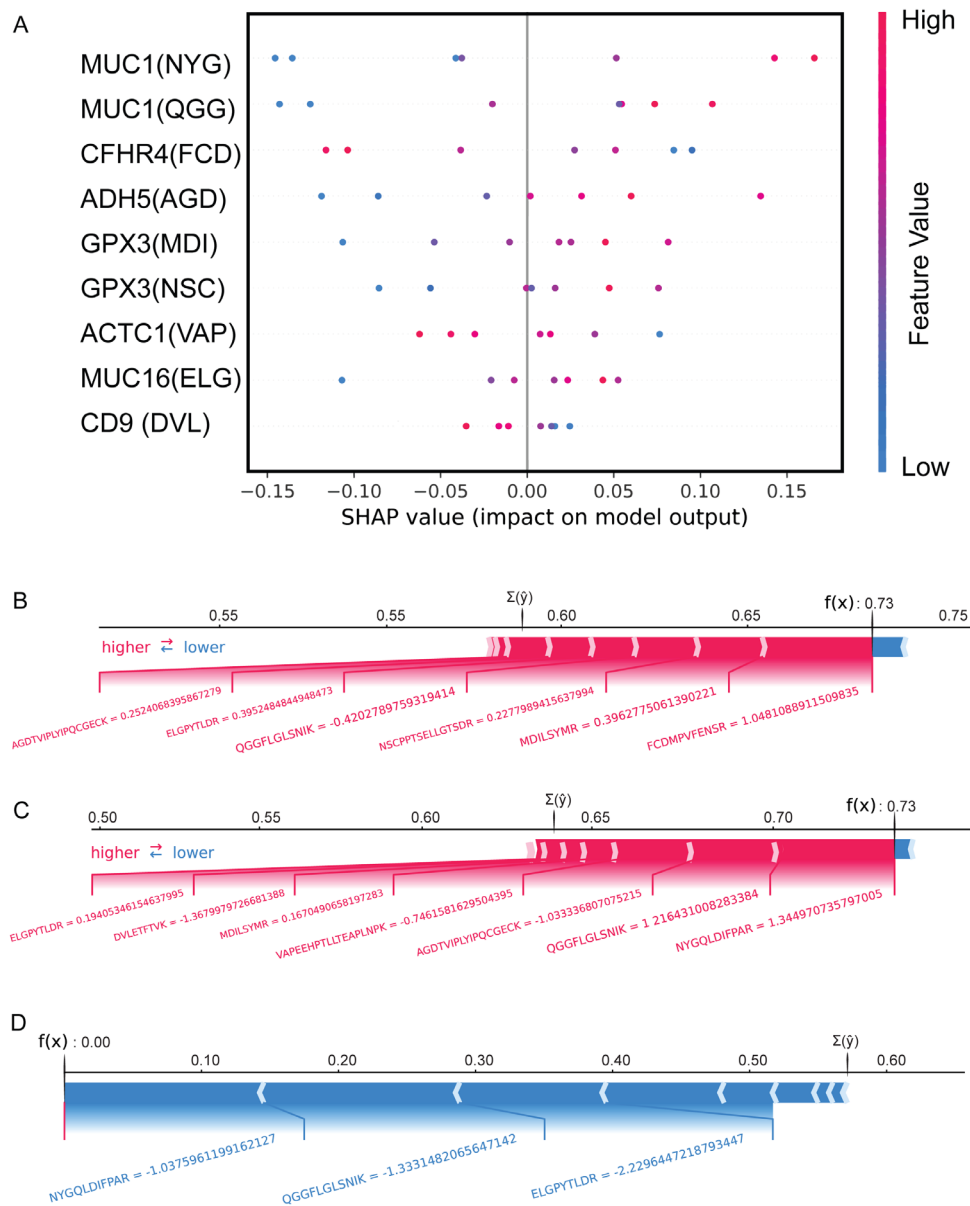 A
High
MUC1(NYG)
MUC1(QGG)
CFHR4(FCD)
ADH5(AGD)
GPX3(MDI)
GPX3(NSC)
ACTC1(VAP)
MUC16(ELG)
CD9 (DVL)
Feature Value
Low
−0.15 −0.10 −0.05 0.00 0.05 0.10 0.15
SHAP value (impact on model output)
B
Σ(ŷ) f(x) : 0.73
0.55 0.55 0.60 0.65 0.75
higher ⇄ lower
AGDTVIPLYIPQCGECK = 0.2524068395867279
ELGPYTLDR = 0.3952484844948473
QGGFLGLSNIK = -0.4202789759319414
NSCPPTSELLGTSDR = 0.227798941563​7994
MDILSYMR = 0.3962775061390221
FCDMPVFENSR = 1.0481088911509835
C
Σ(ŷ) f(x) : 0.73
0.50 0.55 0.60 0.65 0.70
higher ⇄ lower
ELGPYTLDR = 0.19405346154637995
DVLETFTVK = -1.3679979726681388
MDILSYMR = 0.1670490658197283
VAPEEHPTLLTEAPLNPK = -0.7461581629504395
AGDTVIPLYIPQCGECK = -1.033336807075215
QGGFLGLSNIK = 1 216431008283384
NYGQLDIFPAR = 1.344970735797005
D
f(x) : 0.00 Σ(ŷ)
0.10 0.20 0.30 0.40 0.50 0.60
NYGQLDIFPAR = -1.0375961199162127
QGGFLGLSNIK = -1.3331482065647142
ELGPYTLDR = -2.2296447218793447